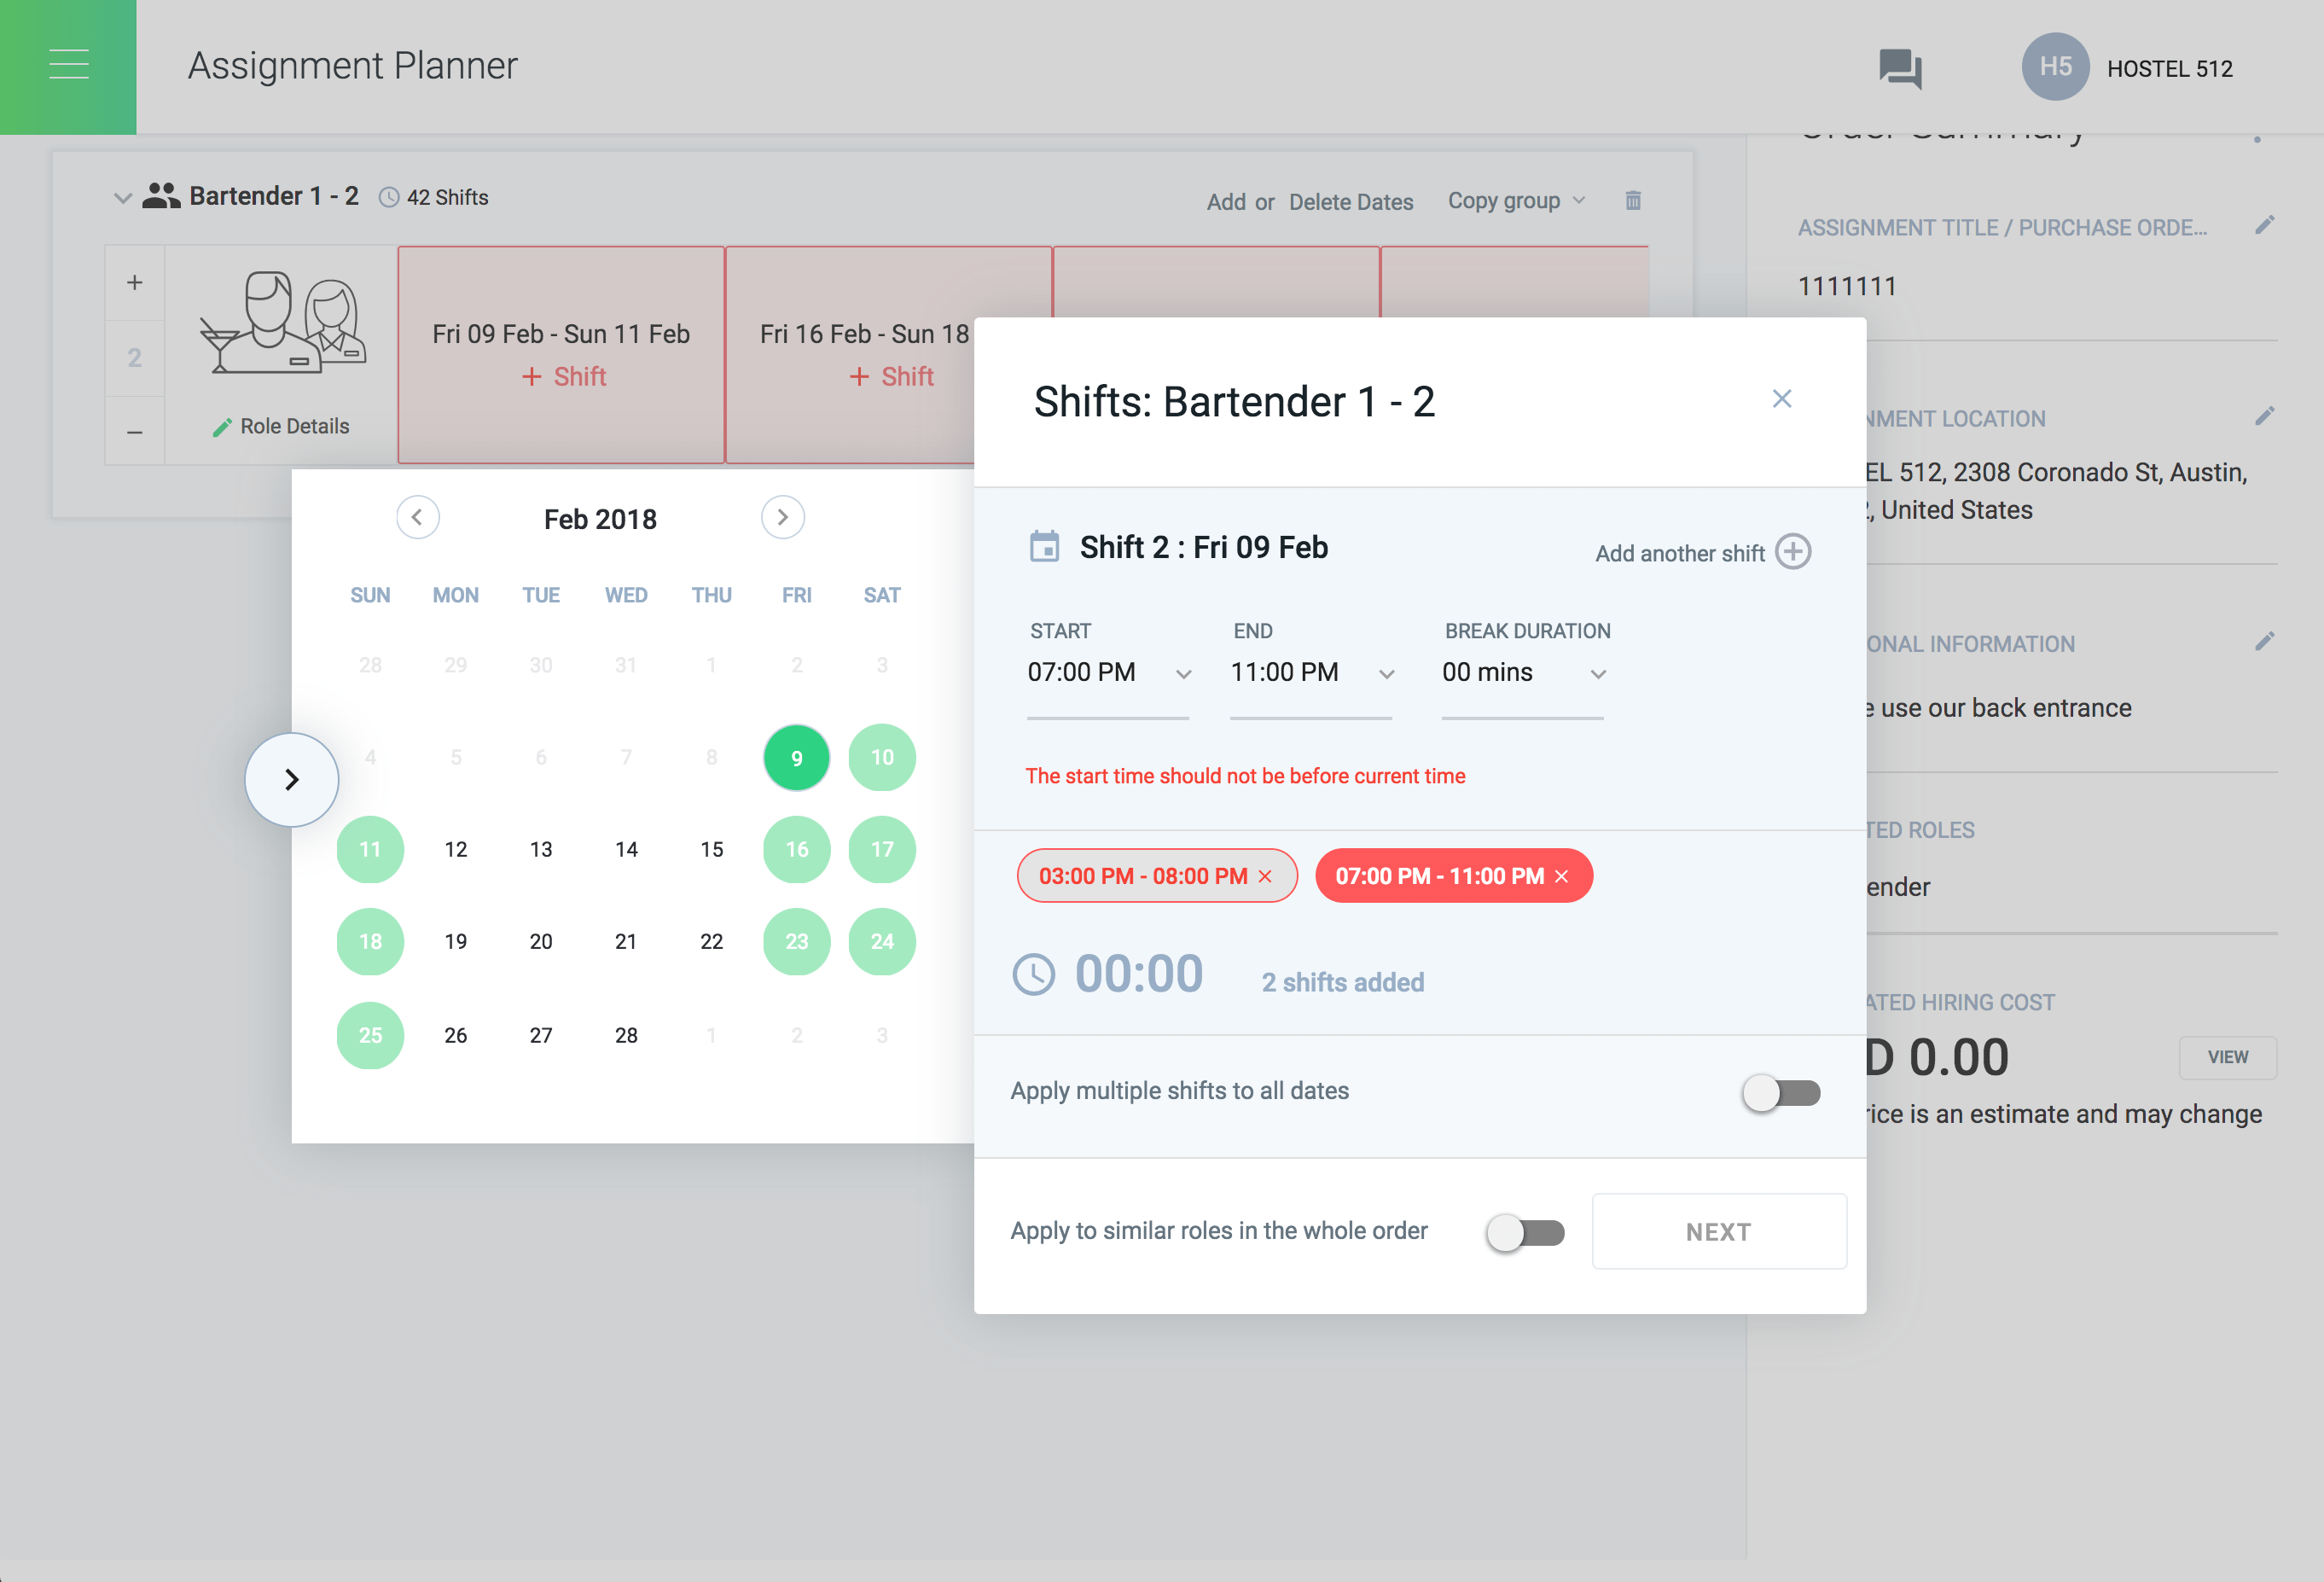 Assignment Planner
H5
HOSTEL 512
Order Summary
Bartender 1 - 2
42 Shifts
Add or Delete Dates
Copy group
ASSIGNMENT TITLE / PURCHASE ORDE...
1111111
+
2
−
Role Details
Fri 09 Feb - Sun 11 Feb
+ Shift
Fri 16 Feb - Sun 18
+ Shift
Shifts: Bartender 1 - 2
NMENT LOCATION
EL 512, 2308 Coronado St, Austin,
2, United States
Feb 2018
SUN MON TUE WED THU FRI SAT
28 29 30 31 1 2 3
4 5 6 7 8 9 10
11 12 13 14 15 16 17
18 19 20 21 22 23 24
25 26 27 28 1 2 3
Shift 2 : Fri 09 Feb
Add another shift
START END BREAK DURATION
07:00 PM 11:00 PM 00 mins
The start time should not be before current time
03:00 PM - 08:00 PM
07:00 PM - 11:00 PM
00:00
2 shifts added
Apply multiple shifts to all dates
Apply to similar roles in the whole order
NEXT
ONAL INFORMATION
e use our back entrance
TED ROLES
ender
ATED HIRING COST
D 0.00
VIEW
rice is an estimate and may change